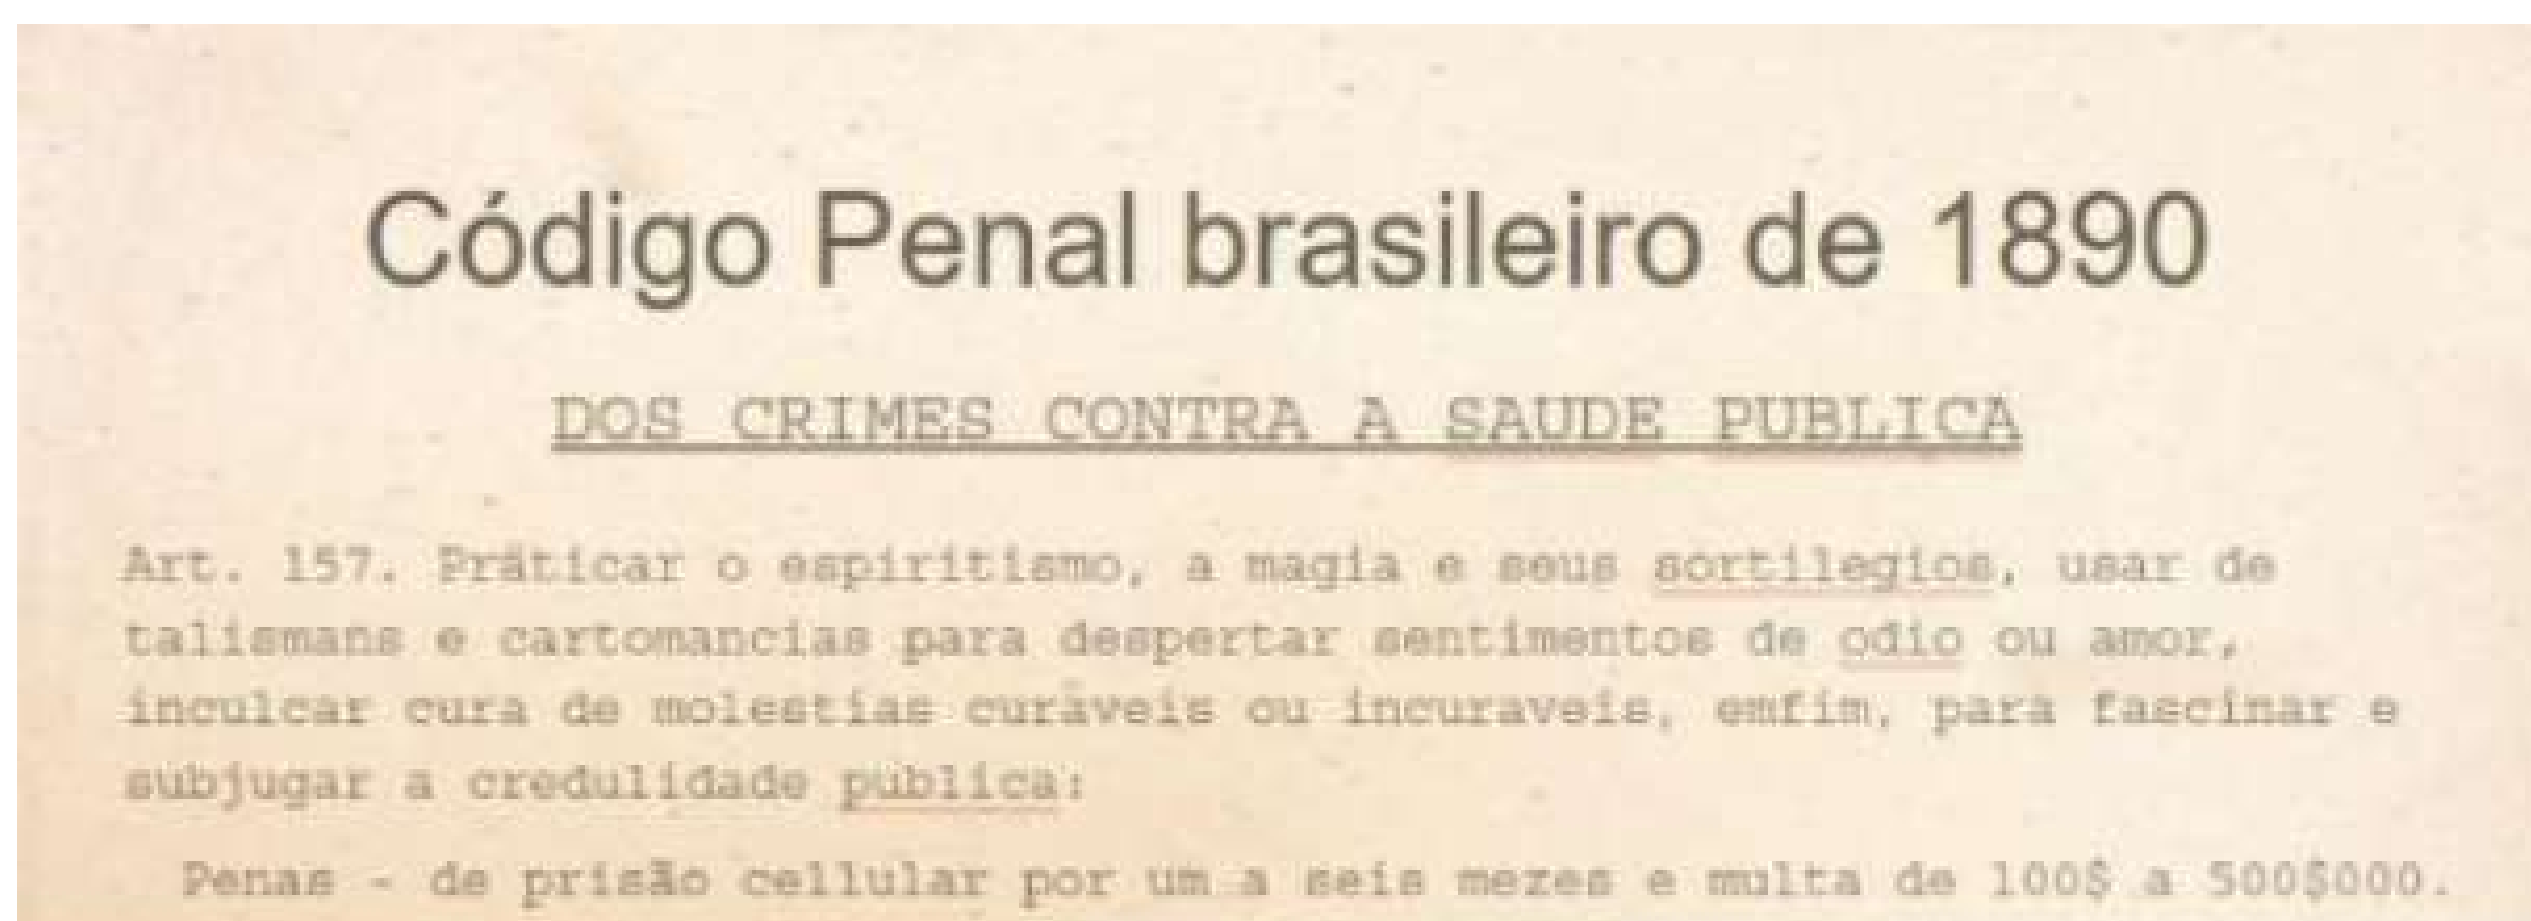 Código Penal brasileiro de 1890
DOS CRIMES CONTRA A SAUDE PUBLICA
Art. 157. Práticar o espiritismo, a magia e seus sortilegios, usar de
talismans e cartomancias para despertar sentimentos de odio ou amor,
inculcar cura de molestias curáveis ou incuraveis, emfim, para fascinar e
subjugar a credulidade publica:
Penas - de prisão cellular por um a seis mezes e multa de 100$ a 500$000.